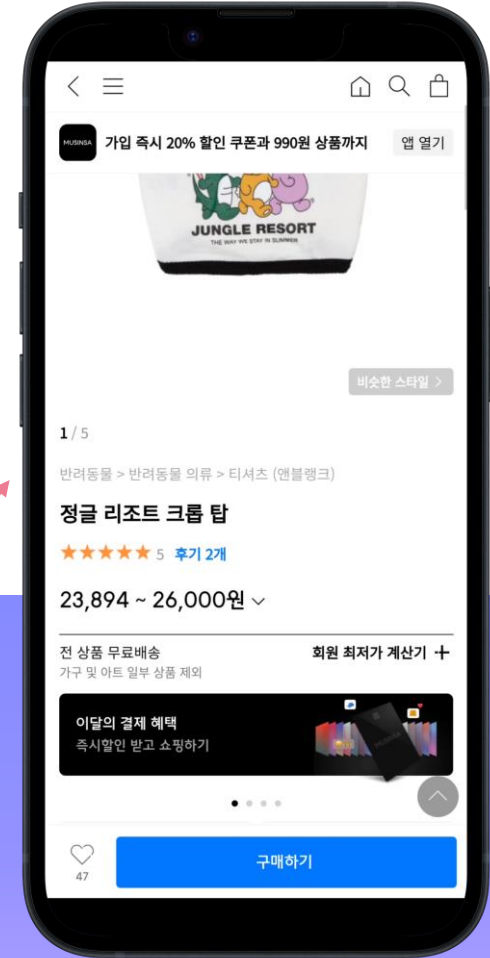 MUSINSA 가입 즉시 20% 할인 쿠폰과 990원 상품까지 앱 열기
JUNGLE RESORT
THE WAY WE STAY IN SUMMER
비슷한 스타일 >
1 / 5
반려동물 > 반려동물 의류 > 티셔츠 (앤블랭크)
정글 리조트 크롭 탑
★★★★★ 5 후기 2개
23,894 ~ 26,000원
전 상품 무료배송 회원 최저가 계산기 +
가구 및 아트 일부 상품 제외
이달의 결제 혜택
즉시할인 받고 쇼핑하기
47 구매하기